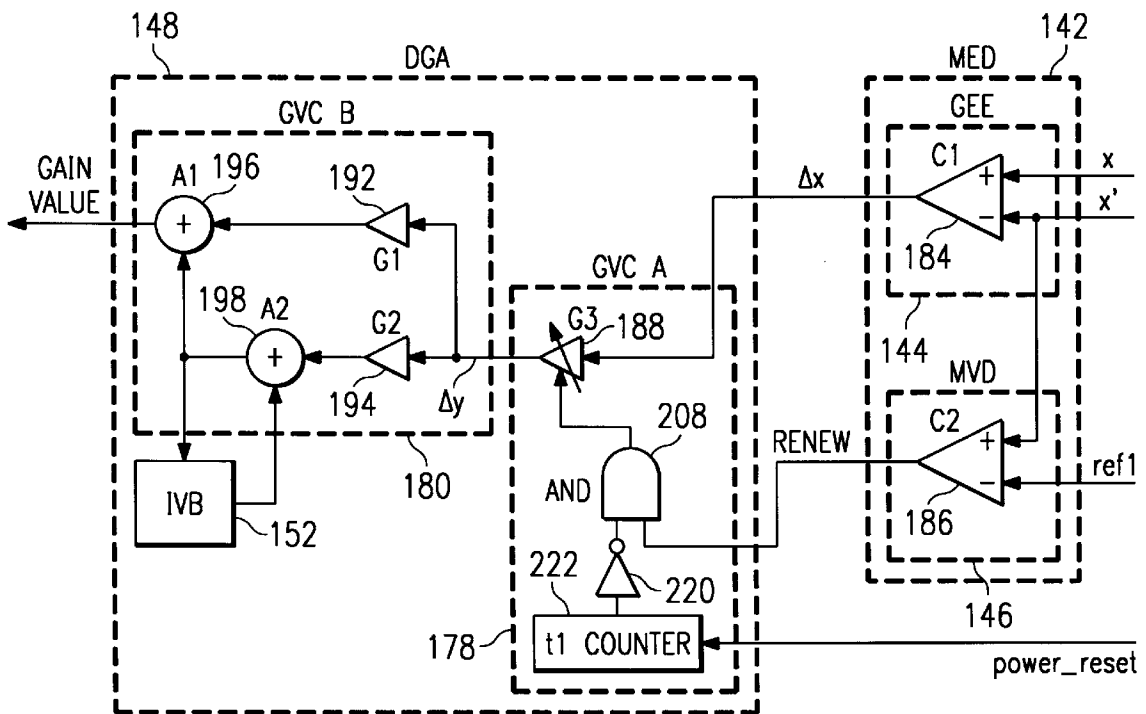 148
DGA
142
MED
GVC B
GEE
GAIN
VALUE
A1
196
192
C1
+
x
Δx
+
−
x'
G1
184
GVC A
198
A2
G2
G3
188
144
+
194
Δy
MVD
208
C2
+
RENEW
−
ref1
180
AND
186
IVB
152
222
220
146
178
t1 COUNTER
power_reset